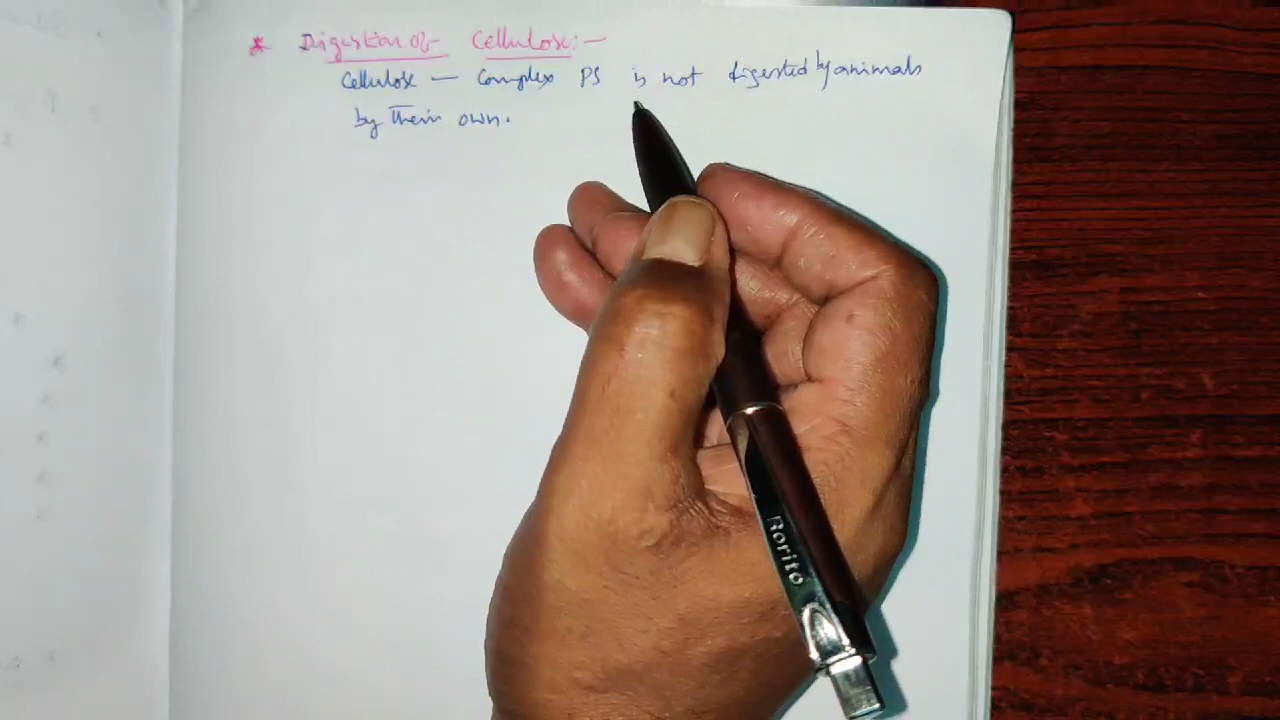 * Digestion of Cellulose:-
Cellulose — Complex PS is not digested by animals
by their own.
Rorito